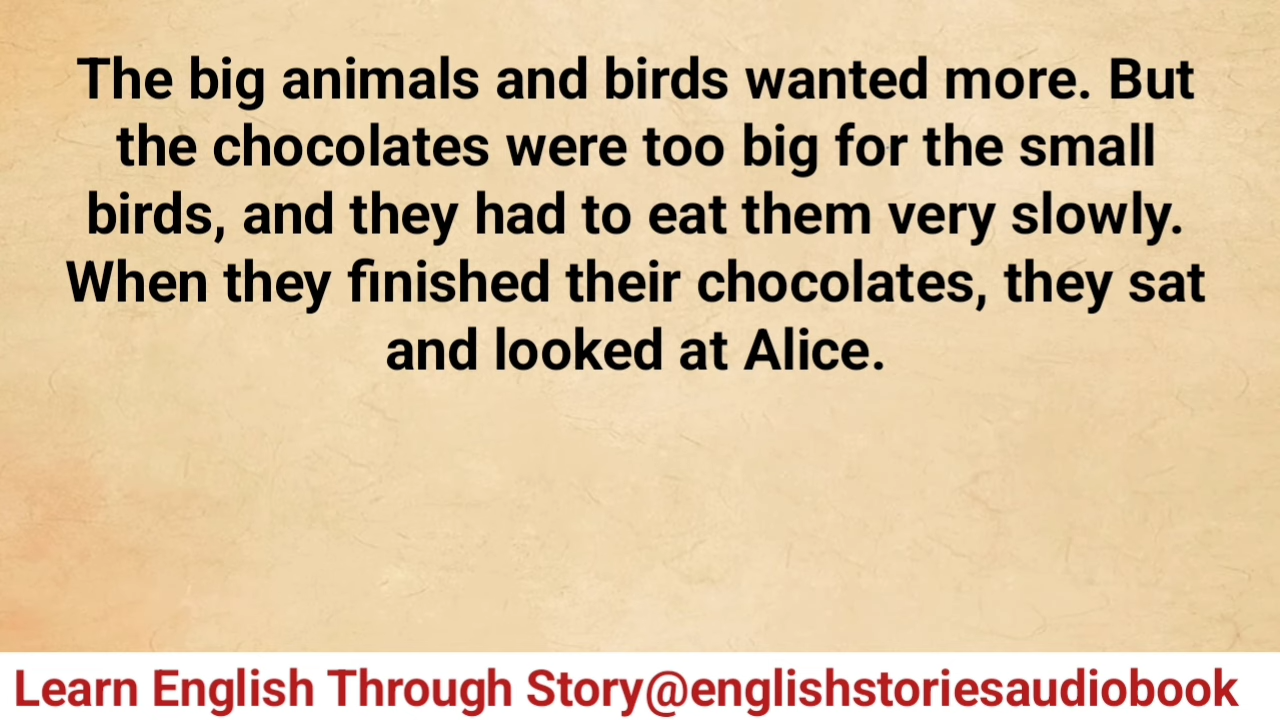 The big animals and birds wanted more. But
the chocolates were too big for the small
birds, and they had to eat them very slowly.
When they finished their chocolates, they sat
and looked at Alice.
Learn English Through Story@englishstoriesaudiobook